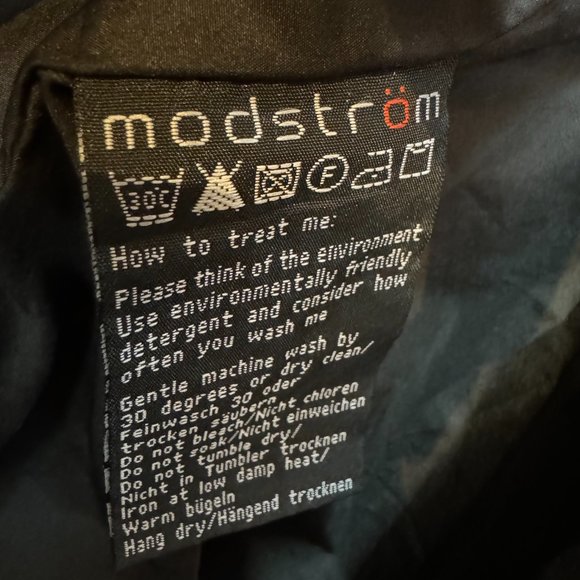 modström
30C F
How to treat me:
Please think of the environment
Use environmentally friendly
detergent and consider how
often you wash me
Gentle machine wash by
30 degrees or dry clean/
Feinwasch 30 oder
trocken säubern
Do not bleach/Nicht chloren
Do not soak/Nicht einweichen
Do not tumble dry/
Nicht in Tumbler trocknen
Iron at low damp heat/
Warm bügeln
Hang dry/Hängend trocknen